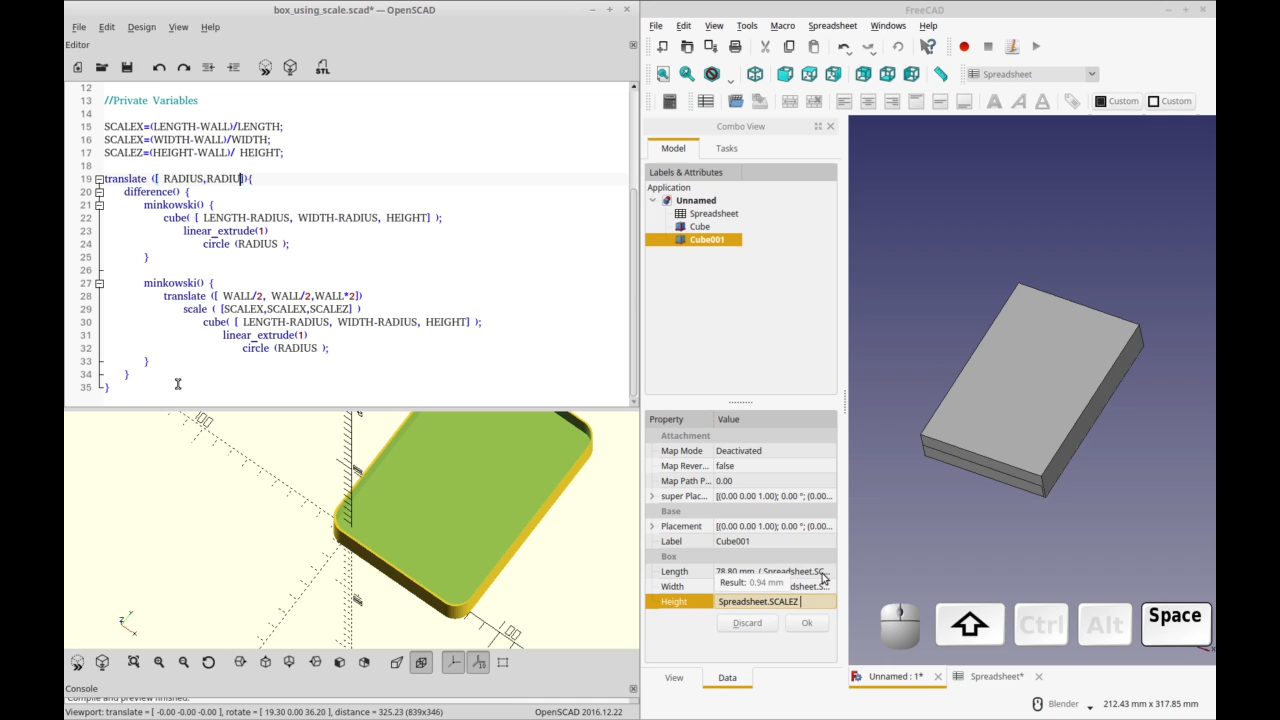 box_using_scale.scad* — OpenSCAD
File Edit Design View Help
Editor
12
13 //Private Variables
14
15 SCALEX=(LENGTH-WALL)/LENGTH;
16 SCALEX=(WIDTH-WALL)/WIDTH;
17 SCALEZ=(HEIGHT-WALL)/ HEIGHT;
18
19 translate ([ RADIUS,RADIU]){
20 difference() {
21 minkowski() {
22 cube( [ LENGTH-RADIUS, WIDTH-RADIUS, HEIGHT] );
23 linear_extrude(1)
24 circle (RADIUS );
25 }
26
27 minkowski() {
28 translate ([ WALL/2, WALL/2,WALL*2])
29 scale ( [SCALEX,SCALEX,SCALEZ] )
30 cube( [ LENGTH-RADIUS, WIDTH-RADIUS, HEIGHT] );
31 linear_extrude(1)
32 circle (RADIUS );
33 }
34 }
35 }
100
100
z
y
Console
Compile and preview finished.
Viewport: translate = [ -0.00 -0.00 -0.00 ], rotate = [ 19.30 0.00 36.20 ], distance = 325.23 (839x346)
OpenSCAD 2016.12.22
FreeCAD
File Edit View Tools Macro Spreadsheet Windows Help
Spreadsheet
Custom Custom
Combo View
Model Tasks
Labels & Attributes
Application
Unnamed
Spreadsheet
Cube
Cube001
Property Value
Attachment
Map Mode Deactivated
Map Rever... false
Map Path P... 0.00
super Plac... [(0.00 0.00 1.00); 0.00 °; (0.00...
Base
Placement [(0.00 0.00 1.00); 0.00 °; (0.00...
Label Cube001
Box
Length 78.80 mm ( Spreadsheet.SC...
Width Result: 0.94 mm dsheet.S...
Height Spreadsheet.SCALEZ
Discard Ok
View Data
Ctrl Alt Space
Unnamed : 1* Spreadsheet*
Blender 212.43 mm x 317.85 mm